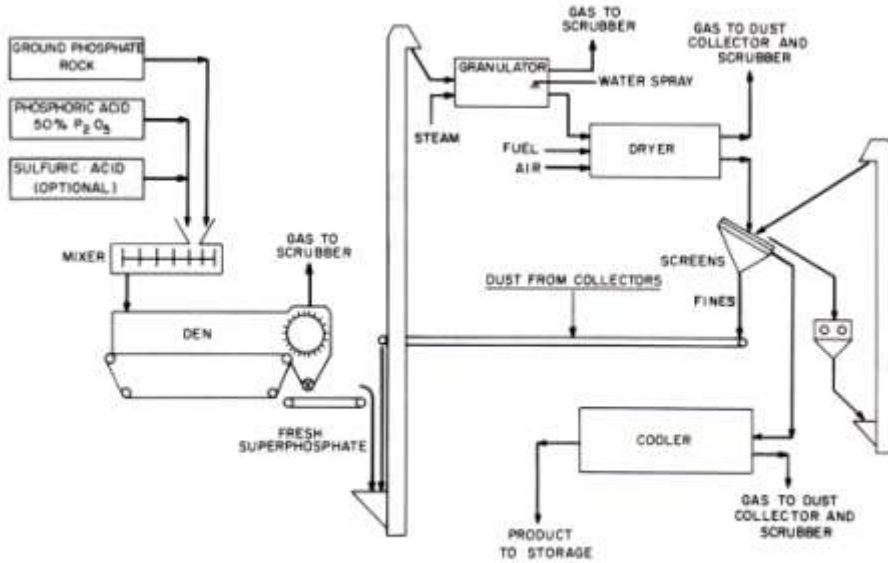 GROUND PHOSPHATE
ROCK
PHOSPHORIC ACID
50% P₂O₅
SULFURIC ACID
(OPTIONAL)
MIXER
GAS TO
SCRUBBER
DEN
FRESH
SUPERPHOSPHATE
GAS TO
SCRUBBER
GRANULATOR
WATER SPRAY
STEAM
GAS TO DUST
COLLECTOR AND
SCRUBBER
FUEL
AIR
DRYER
SCREENS
DUST FROM COLLECTORS
FINES
COOLER
PRODUCT
TO STORAGE
GAS TO DUST
COLLECTOR AND
SCRUBBER